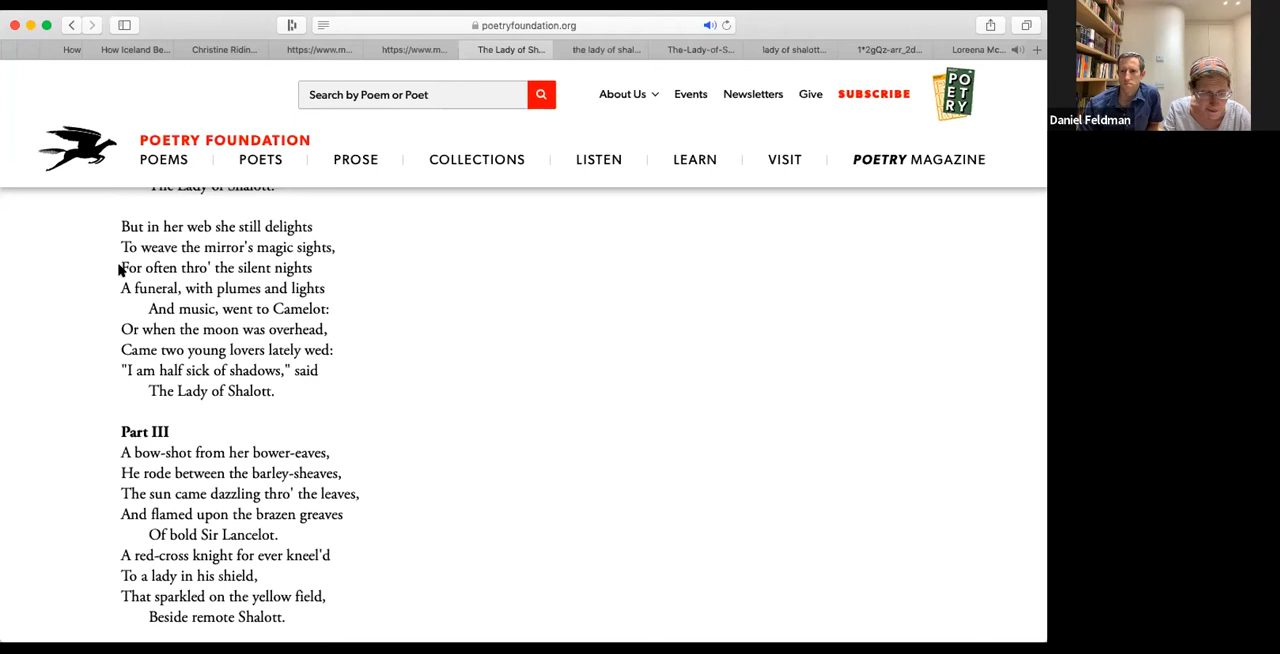 poetryfoundation.org
How
How Iceland Be...
Christine Ridin...
https://www.m...
https://www.m...
The Lady of Sh...
the lady of shal...
The-Lady-of-S...
lady of shalott...
1*2gQz-arr_2d...
Loreena Mc...
Search by Poem or Poet
About Us
Events
Newsletters
Give
SUBSCRIBE
POETRY
POETRY FOUNDATION
POEMS
POETS
PROSE
COLLECTIONS
LISTEN
LEARN
VISIT
POETRY MAGAZINE
Daniel Feldman
The Lady of Shalott.
But in her web she still delights
To weave the mirror's magic sights,
For often thro' the silent nights
A funeral, with plumes and lights
And music, went to Camelot:
Or when the moon was overhead,
Came two young lovers lately wed:
"I am half sick of shadows," said
The Lady of Shalott.
Part III
A bow-shot from her bower-eaves,
He rode between the barley-sheaves,
The sun came dazzling thro' the leaves,
And flamed upon the brazen greaves
Of bold Sir Lancelot.
A red-cross knight for ever kneel'd
To a lady in his shield,
That sparkled on the yellow field,
Beside remote Shalott.